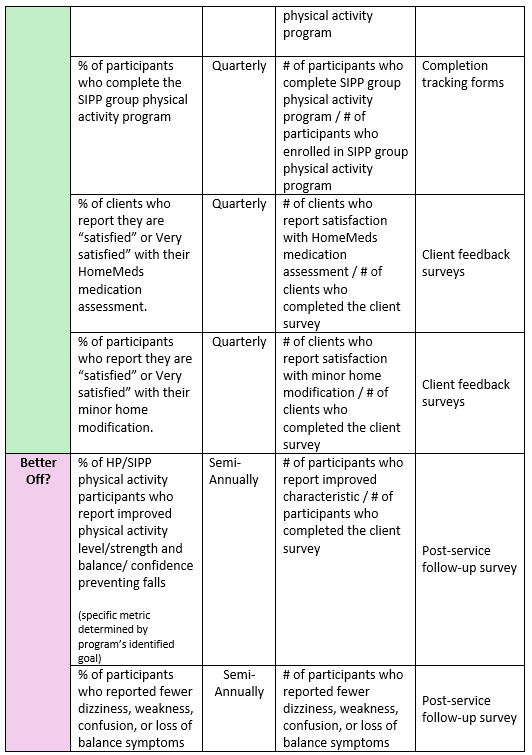 physical activity
program
% of participants
who complete the
SIPP group physical
activity program
Quarterly
# of participants who
complete SIPP group
physical activity
program / # of
participants who
enrolled in SIPP group
physical activity
program
Completion
tracking forms
% of clients who
report they are
“satisfied” or Very
satisfied” with their
HomeMeds
medication
assessment.
Quarterly
# of clients who
report satisfaction
with HomeMeds
medication
assessment / # of
clients who
completed the client
survey
Client feedback
surveys
% of participants
who report they are
“satisfied” or Very
satisfied” with their
minor home
modification.
Quarterly
# of clients who
report satisfaction
with minor home
modification / # of
clients who
completed the client
survey
Client feedback
surveys
Better
Off?
% of HP/SIPP
physical activity
participants who
report improved
physical activity
level/strength and
balance/ confidence
preventing falls
(specific metric
determined by
program’s identified
goal)
Semi-
Annually
# of participants who
report improved
characteristic / # of
participants who
completed the client
survey
Post-service
follow-up survey
% of participants
who reported fewer
dizziness, weakness,
confusion, or loss of
balance symptoms
Semi-
Annually
# of participants who
reported fewer
dizziness, weakness,
confusion, or loss of
balance symptoms
Post-service
follow-up survey